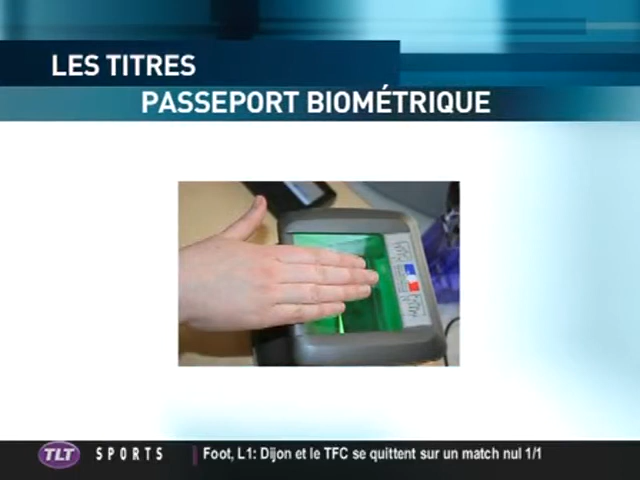 LES TITRES
PASSEPORT BIOMÉTRIQUE
TLT SPORTS Foot, L1: Dijon et le TFC se quittent sur un match nul 1/1